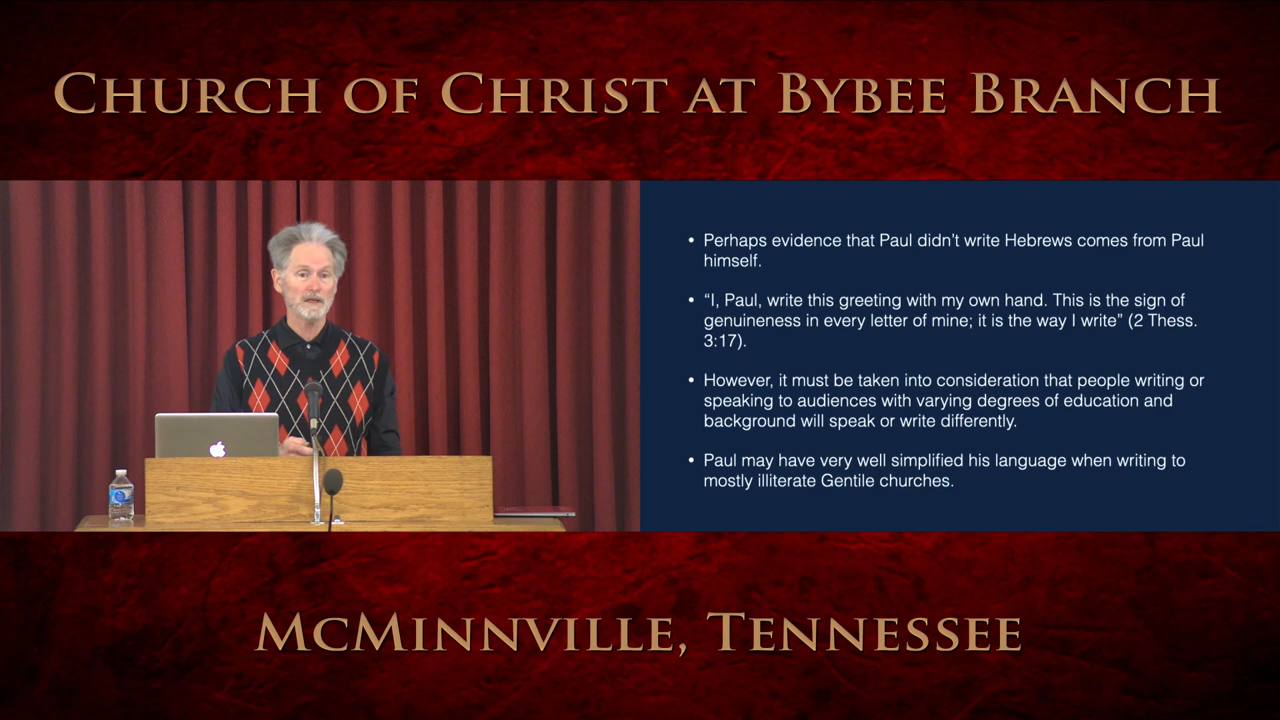 CHURCH OF CHRIST AT BYBEE BRANCH
• Perhaps evidence that Paul didn’t write Hebrews comes from Paul
himself.
• “I, Paul, write this greeting with my own hand. This is the sign of
genuineness in every letter of mine; it is the way I write” (2 Thess.
3:17).
• However, it must be taken into consideration that people writing or
speaking to audiences with varying degrees of education and
background will speak or write differently.
• Paul may have very well simplified his language when writing to
mostly illiterate Gentile churches.
MCMINNVILLE, TENNESSEE